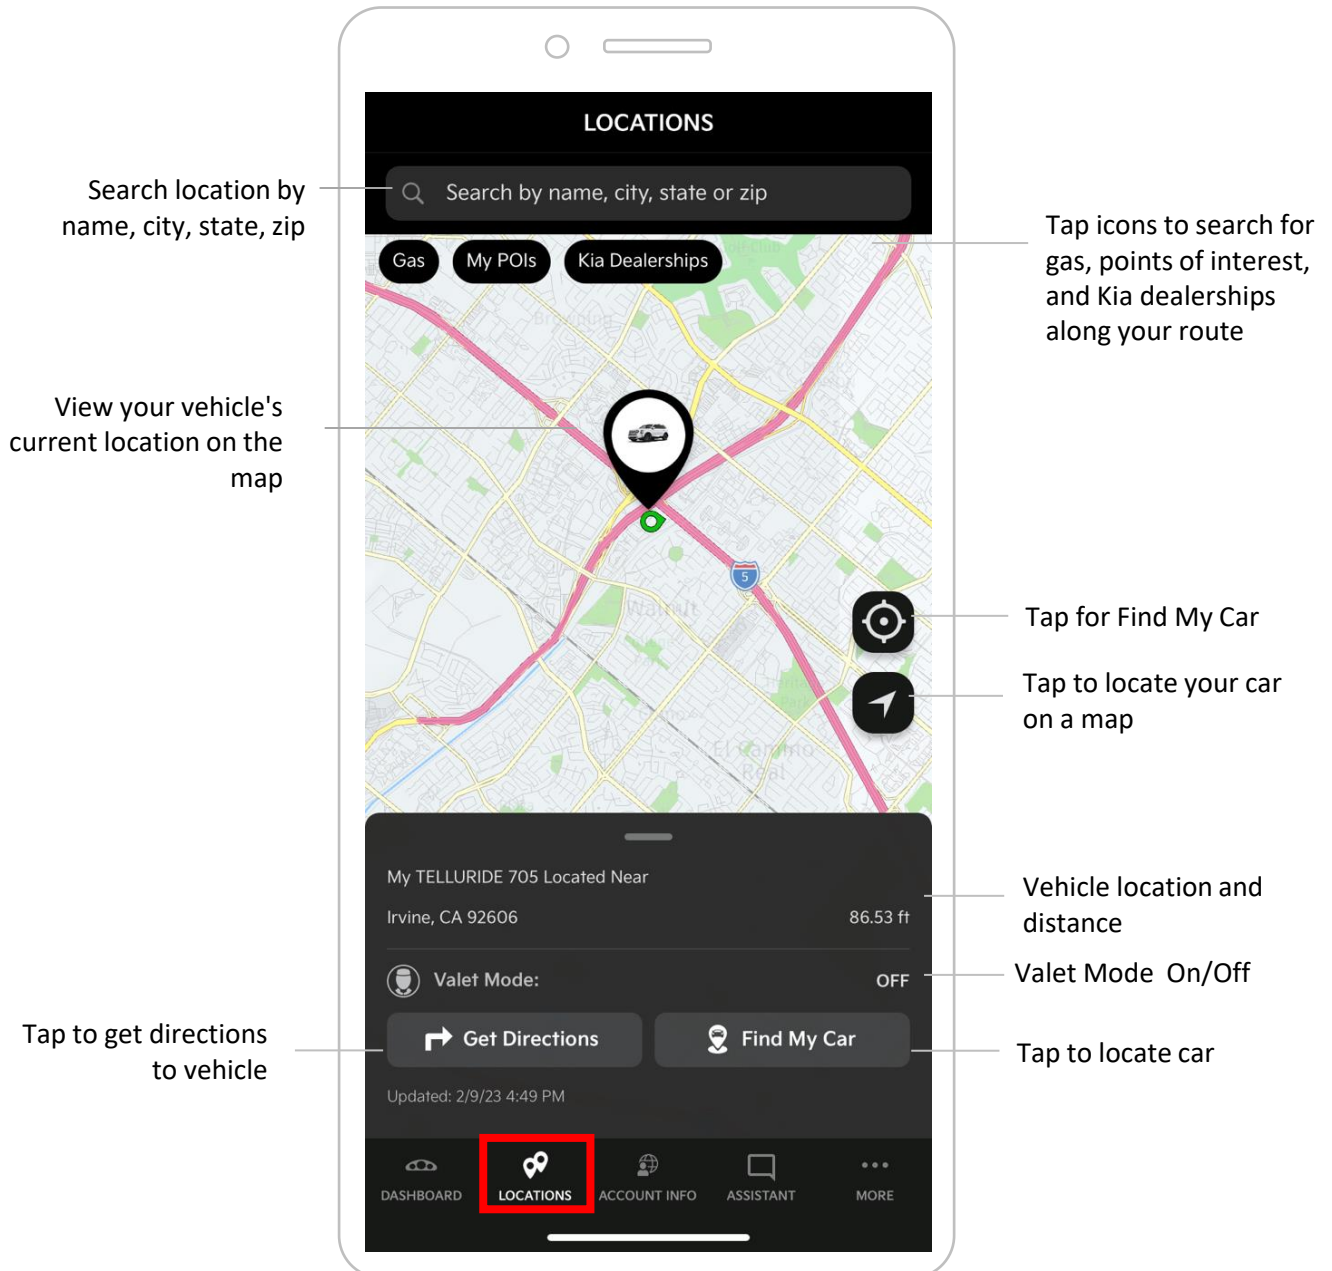 LOCATIONS
Search by name, city, state or zip
Search location by
name, city, state, zip
Gas
My POIs
Kia Dealerships
Tap icons to search for
gas, points of interest,
and Kia dealerships
along your route
View your vehicle's
current location on the
map
5
Walnut
El Camino
Real
Tap for Find My Car
Tap to locate your car
on a map
My TELLURIDE 705 Located Near
Irvine, CA 92606
86.53 ft
Vehicle location and
distance
Valet Mode:
OFF
Valet Mode On/Off
Get Directions
Find My Car
Tap to get directions
to vehicle
Tap to locate car
Updated: 2/9/23 4:49 PM
DASHBOARD
LOCATIONS
ACCOUNT INFO
ASSISTANT
MORE